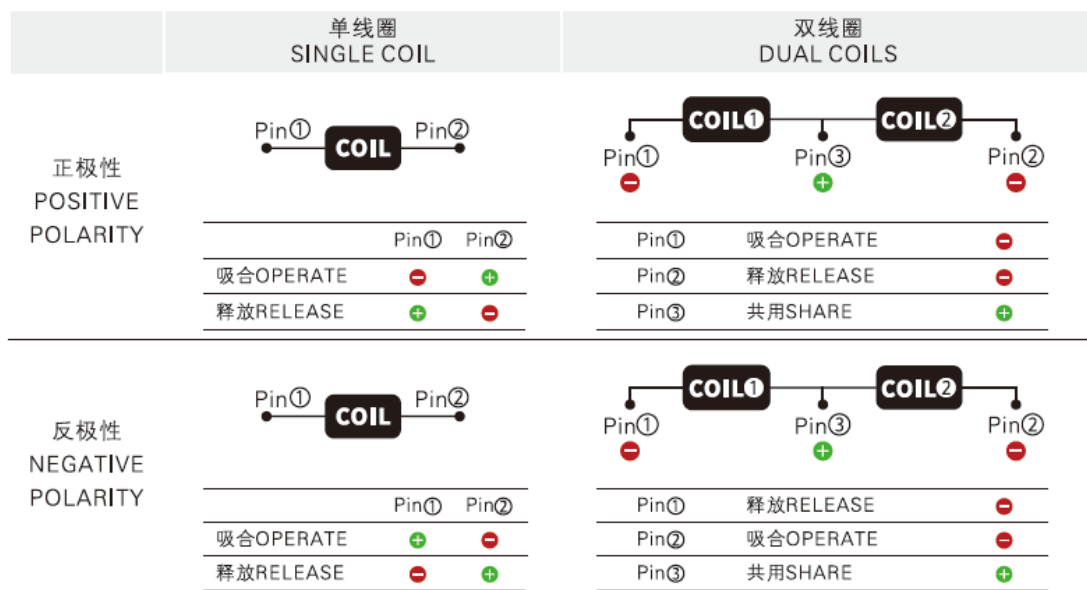 单线圈
SINGLE COIL
双线圈
DUAL COILS
正极性
POSITIVE
POLARITY
Pin① COIL Pin②
COIL❶ COIL❷
Pin① Pin③ Pin②
Pin① Pin②
吸合OPERATE - +
释放RELEASE + -
Pin① 吸合OPERATE -
Pin② 释放RELEASE -
Pin③ 共用SHARE +
反极性
NEGATIVE
POLARITY
Pin① COIL Pin②
COIL❶ COIL❷
Pin① Pin③ Pin②
Pin① Pin②
吸合OPERATE + -
释放RELEASE - +
Pin① 释放RELEASE -
Pin② 吸合OPERATE -
Pin③ 共用SHARE +